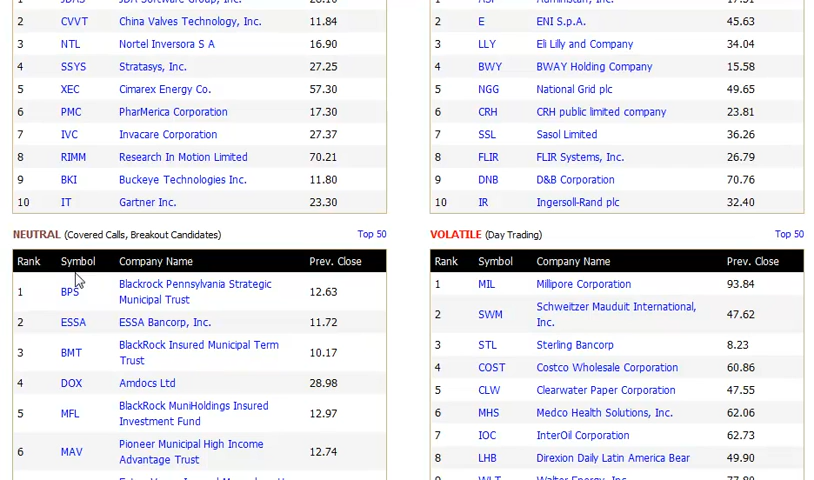 2 CVVT China Valves Technology, Inc. 11.84
3 NTL Nortel Inversora S A 16.90
4 SSYS Stratasys, Inc. 27.25
5 XEC Cimarex Energy Co. 57.30
6 PMC PharMerica Corporation 17.30
7 IVC Invacare Corporation 27.37
8 RIMM Research In Motion Limited 70.21
9 BKI Buckeye Technologies Inc. 11.80
10 IT Gartner Inc. 23.30
2 E ENI S.p.A. 45.63
3 LLY Eli Lilly and Company 34.04
4 BWY BWAY Holding Company 15.58
5 NGG National Grid plc 49.65
6 CRH CRH public limited company 23.81
7 SSL Sasol Limited 36.26
8 FLIR FLIR Systems, Inc. 26.79
9 DNB D&B Corporation 70.76
10 IR Ingersoll-Rand plc 32.40
NEUTRAL (Covered Calls, Breakout Candidates) Top 50
Rank Symbol Company Name Prev. Close
1 BPS Blackrock Pennsylvania Strategic 12.63
Municipal Trust
2 ESSA ESSA Bancorp, Inc. 11.72
3 BMT BlackRock Insured Municipal Term 10.17
Trust
4 DOX Amdocs Ltd 28.98
5 MFL BlackRock MuniHoldings Insured 12.97
Investment Fund
6 MAV Pioneer Municipal High Income 12.74
Advantage Trust
VOLATILE (Day Trading) Top 50
Rank Symbol Company Name Prev. Close
1 MIL Millipore Corporation 93.84
2 SWM Schweitzer Mauduit International, 47.62
Inc.
3 STL Sterling Bancorp 8.23
4 COST Costco Wholesale Corporation 60.86
5 CLW Clearwater Paper Corporation 47.55
6 MHS Medco Health Solutions, Inc. 62.06
7 IOC InterOil Corporation 62.73
8 LHB Direxion Daily Latin America Bear 49.90